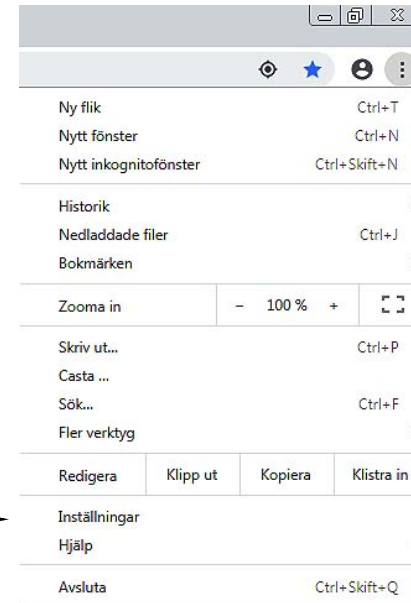 Ny flik Ctrl+T
Nytt fönster Ctrl+N
Nytt inkognitofönster Ctrl+Skift+N
Historik
Nedladdade filer Ctrl+J
Bokmärken
Zooma in – 100 % +
Skriv ut... Ctrl+P
Casta ...
Sök... Ctrl+F
Fler verktyg
Redigera Klipp ut Kopiera Klistra in
Inställningar
Hjälp
Avsluta Ctrl+Skift+Q